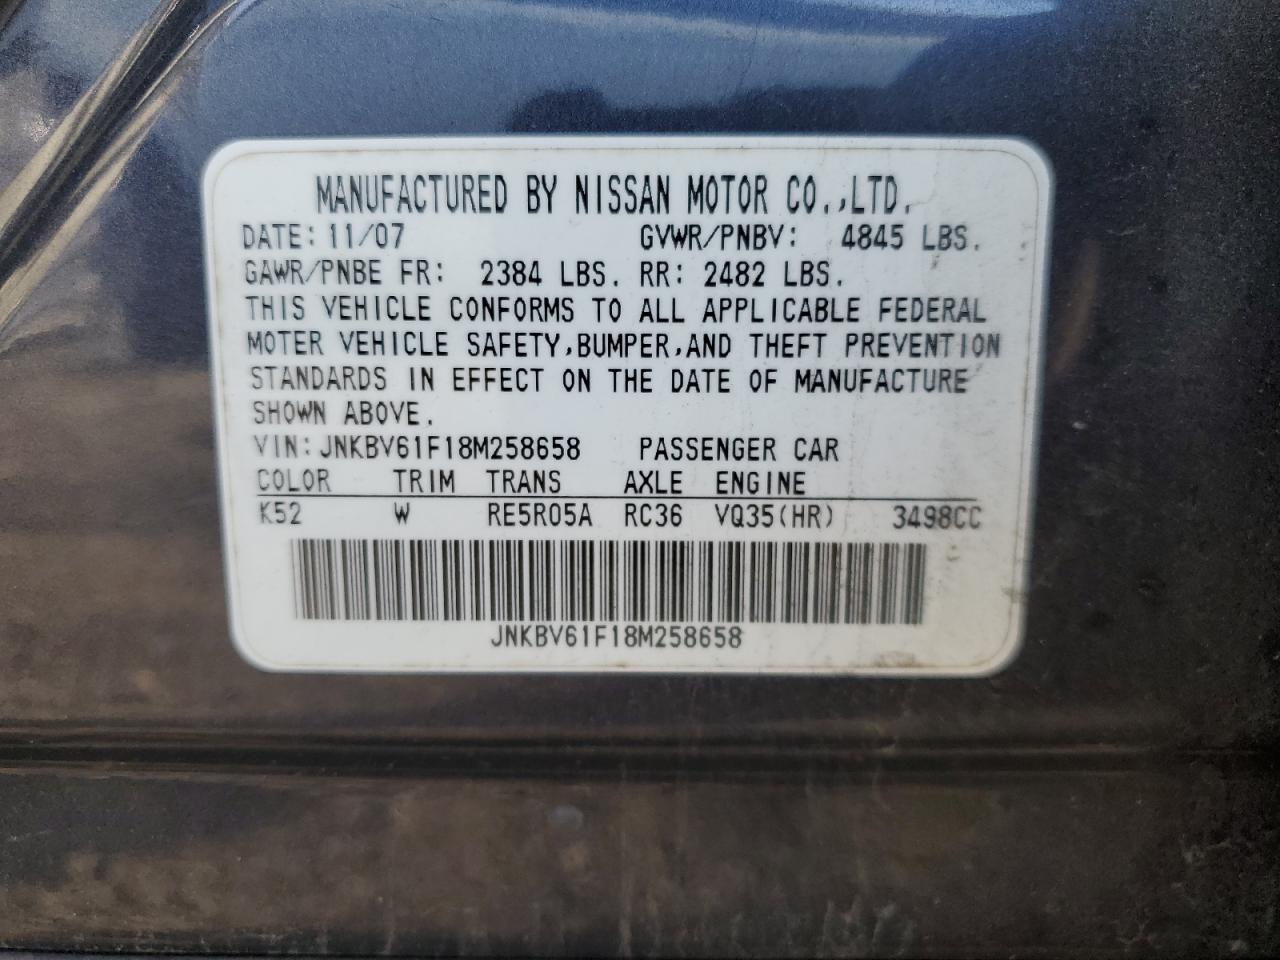 MANUFACTURED BY NISSAN MOTOR CO.,LTD.
DATE: 11/07 GVWR/PNBV: 4845 LBS.
GAWR/PNBE FR: 2384 LBS. RR: 2482 LBS.
THIS VEHICLE CONFORMS TO ALL APPLICABLE FEDERAL
MOTER VEHICLE SAFETY,BUMPER,AND THEFT PREVENTION
STANDARDS IN EFFECT ON THE DATE OF MANUFACTURE
SHOWN ABOVE.
VIN:JNKBV61F18M258658 PASSENGER CAR
COLOR TRIM TRANS AXLE ENGINE
K52 W RE5R05A RC36 VQ35(HR) 3498CC
JNKBV61F18M258658